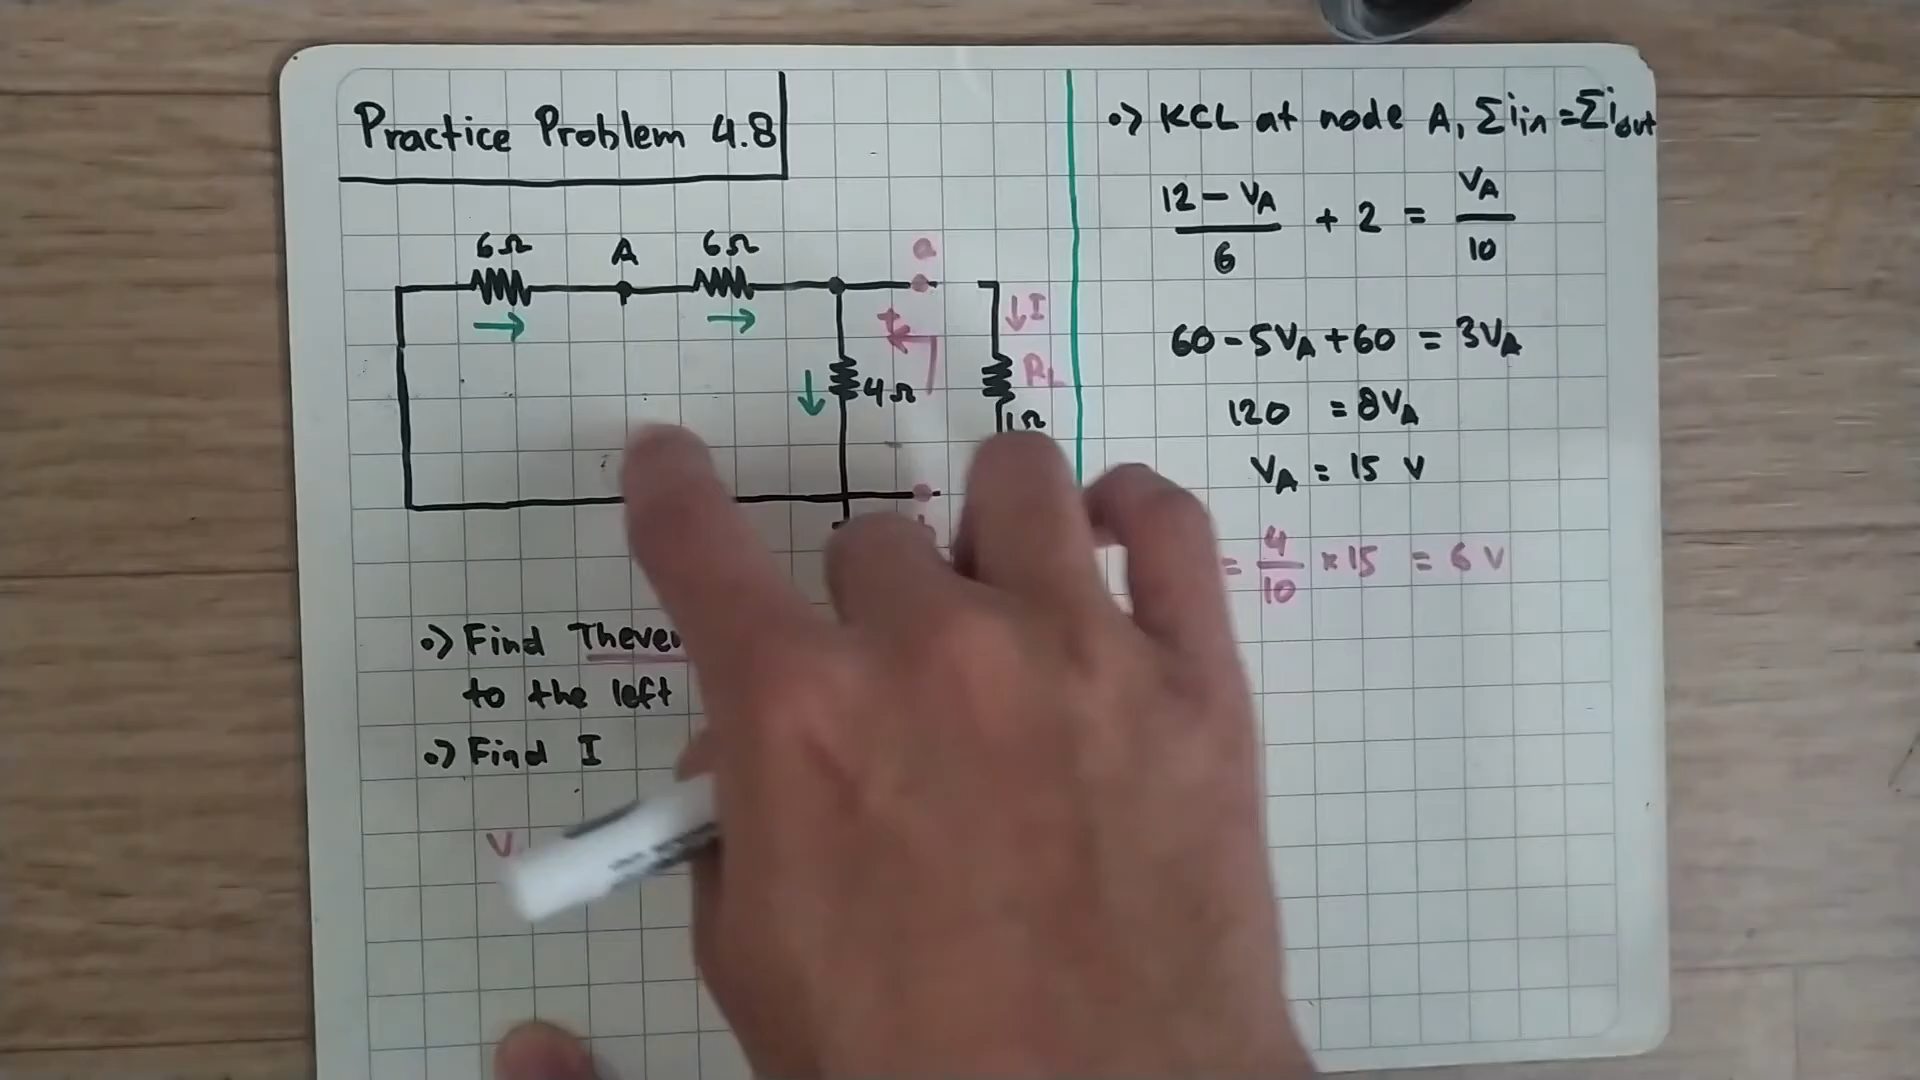 Practice Problem 4.8
6Ω A 6Ω a
+ ↓I
RL
4Ω
1Ω
•) Find
to the left
•) Find I
V
•) KCL at node A, Σiin = Σiout
12 - VA / 6 + 2 = VA / 10
60 - 5VA + 60 = 3VA
120 = 8VA
VA = 15 V
= 4/10 × 15 = 6 V